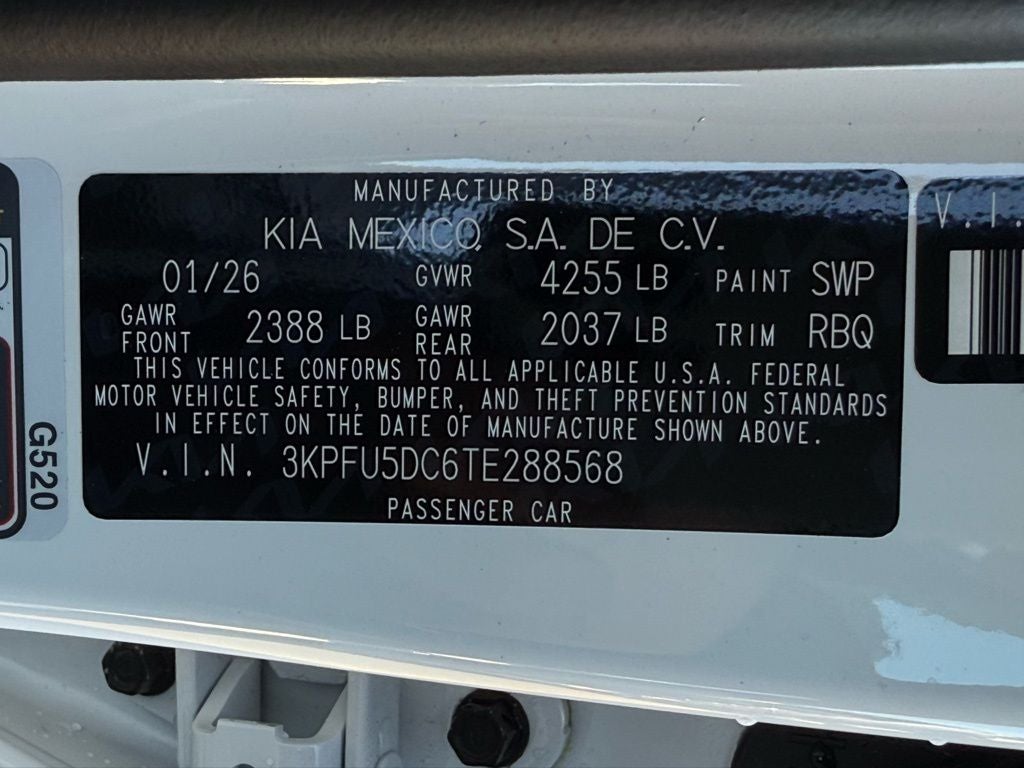 MANUFACTURED BY
KIA MEXICO, S.A. DE C.V.
01/26 GVWR 4255 LB PAINT SWP
GAWR FRONT 2388 LB GAWR REAR 2037 LB TRIM RBQ
THIS VEHICLE CONFORMS TO ALL APPLICABLE U.S.A. FEDERAL
MOTOR VEHICLE SAFETY, BUMPER, AND THEFT PREVENTION STANDARDS
IN EFFECT ON THE DATE OF MANUFACTURE SHOWN ABOVE.
V.I.N. 3KPFU5DC6TE288568
PASSENGER CAR
G520
V.I.